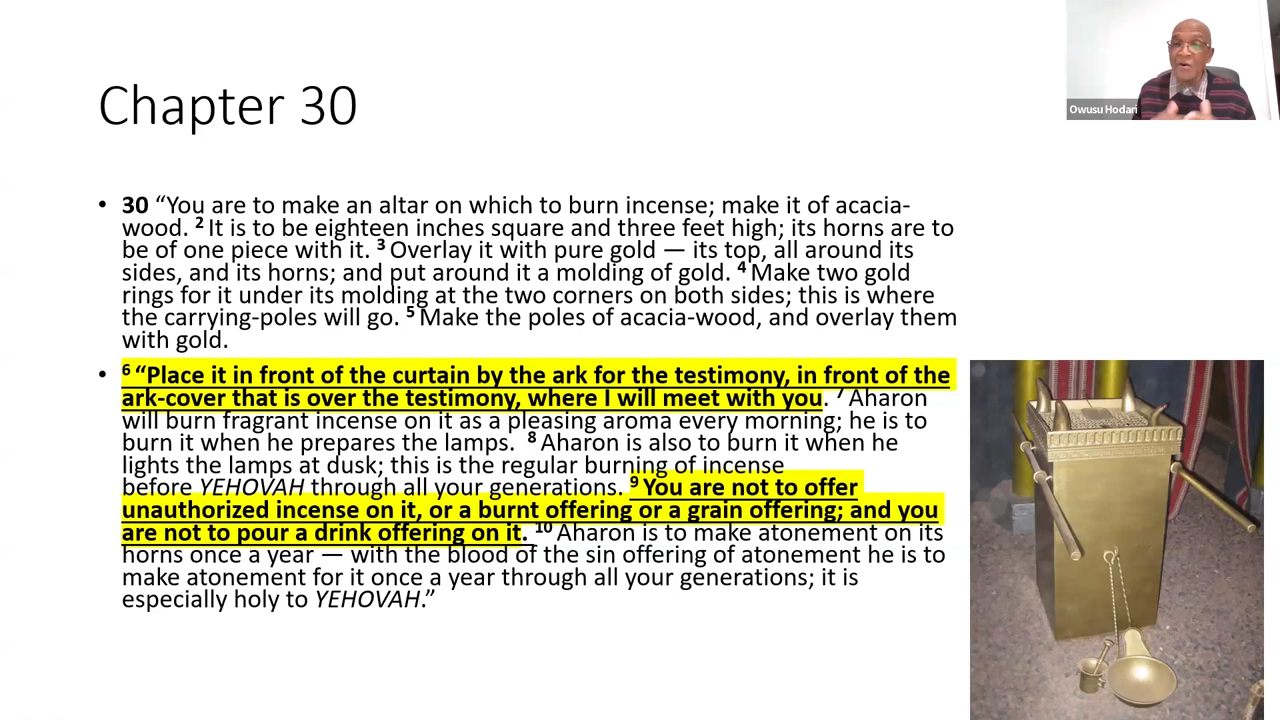 Owusu Hodari
Chapter 30
• 30 “You are to make an altar on which to burn incense; make it of acacia-
wood. 2 It is to be eighteen inches square and three feet high; its horns are to
be of one piece with it. 3 Overlay it with pure gold — its top, all around its
sides, and its horns; and put around it a molding of gold. 4 Make two gold
rings for it under its molding at the two corners on both sides; this is where
the carrying-poles will go. 5 Make the poles of acacia-wood, and overlay them
with gold.
• 6 “Place it in front of the curtain by the ark for the testimony, in front of the
ark-cover that is over the testimony, where I will meet with you. 7 Aharon
will burn fragrant incense on it as a pleasing aroma every morning; he is to
burn it when he prepares the lamps. 8 Aharon is also to burn it when he
lights the lamps at dusk; this is the regular burning of incense
before YEHOVAH through all your generations. 9 You are not to offer
unauthorized incense on it, or a burnt offering or a grain offering; and you
are not to pour a drink offering on it. 10 Aharon is to make atonement on its
horns once a year — with the blood of the sin offering of atonement he is to
make atonement for it once a year through all your generations; it is
especially holy to YEHOVAH.”